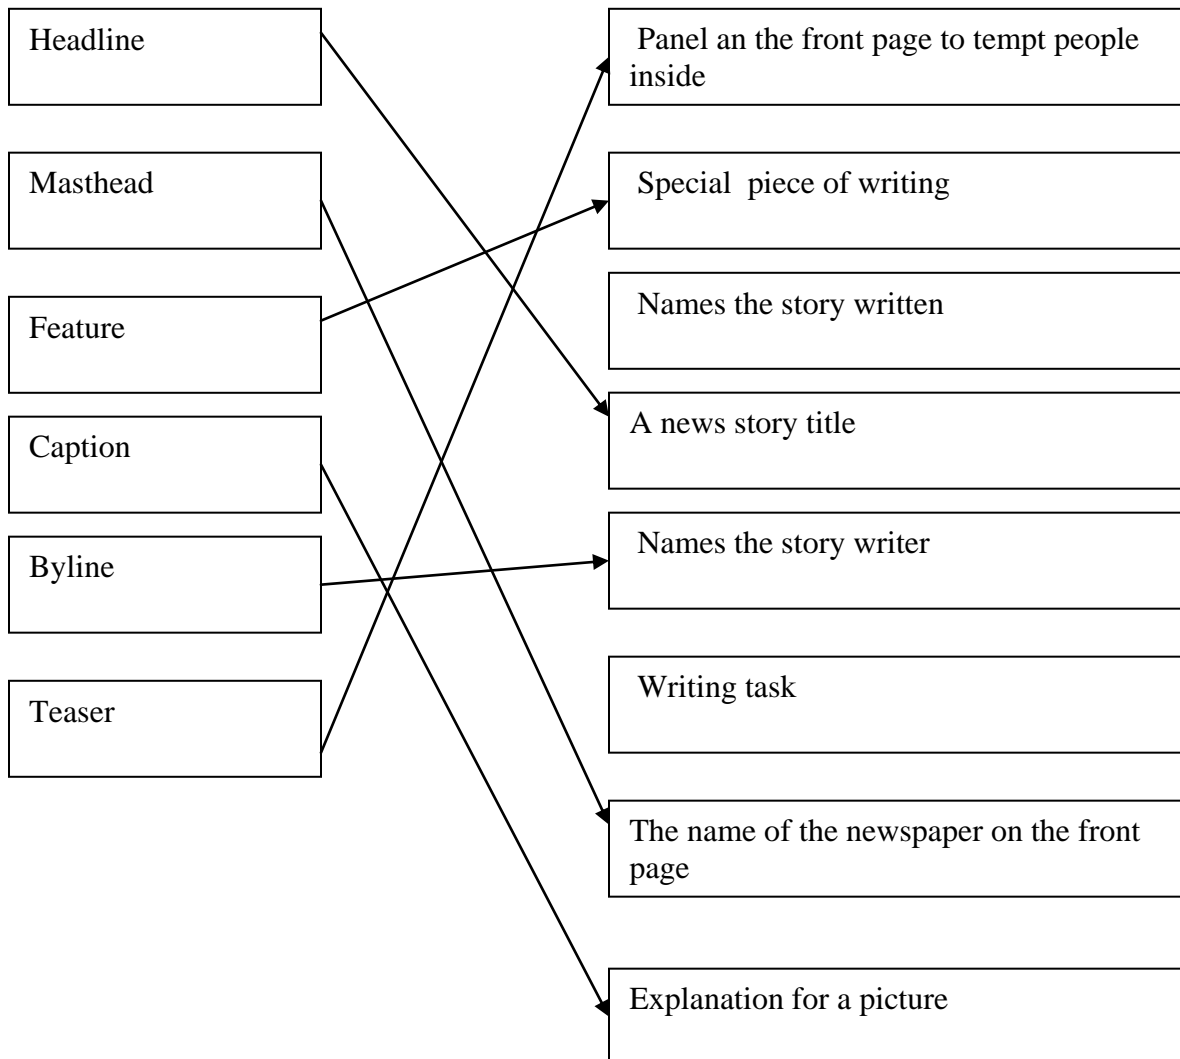 Headline
Masthead
Feature
Caption
Byline
Teaser
Panel an the front page to tempt people
inside
Special piece of writing
Names the story written
A news story title
Names the story writer
Writing task
The name of the newspaper on the front
page
Explanation for a picture